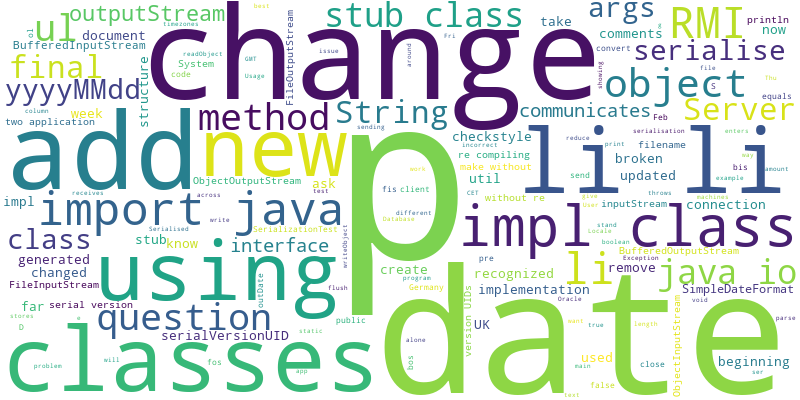 outputStream
ul
BufferedInputStream
document
final
yyyyMMdd
week
structure
two application
System
code
readObject
timezones
GMT
Usage
best
FileOutputStream
issue
change
stub class
args
take
comments
convert
RMI
println
now
serialise
object
around
Fri
showing
file
Thu
equals
method
String
communicates
Server
Feb
column
add
new
sending
p
checkstyle
incorrect
re compiling
make without
reduce
print
serialisation
filename
li li
enters
way
amount
broken
bis
ObjectOutputStream
ask
test
fis
client
util
send
updated
example
machines
impl
receives
across
without re
inputStream
throws
connection
import java
write
different
Database
CET
give
User
stand
Locale
boolean
impl class
class
stub
Serialised
know
SerializationTest
interface
writeObject
generated
changed
pre
BufferedOutputStream
Exception
FileInputStream
using
outDate
flush
create
program
Germany
recognized
implementation
li
remove
java io
SimpleDateFormat
far
serial version
question
public
UK
version UIDs
Oracle
ObjectInputStream
void
parse
stores
D
serialVersionUID
static
date
want
true
length
used
classes
problem
will
fos
app
alone
bos
main
false
close
beginning
ser
text